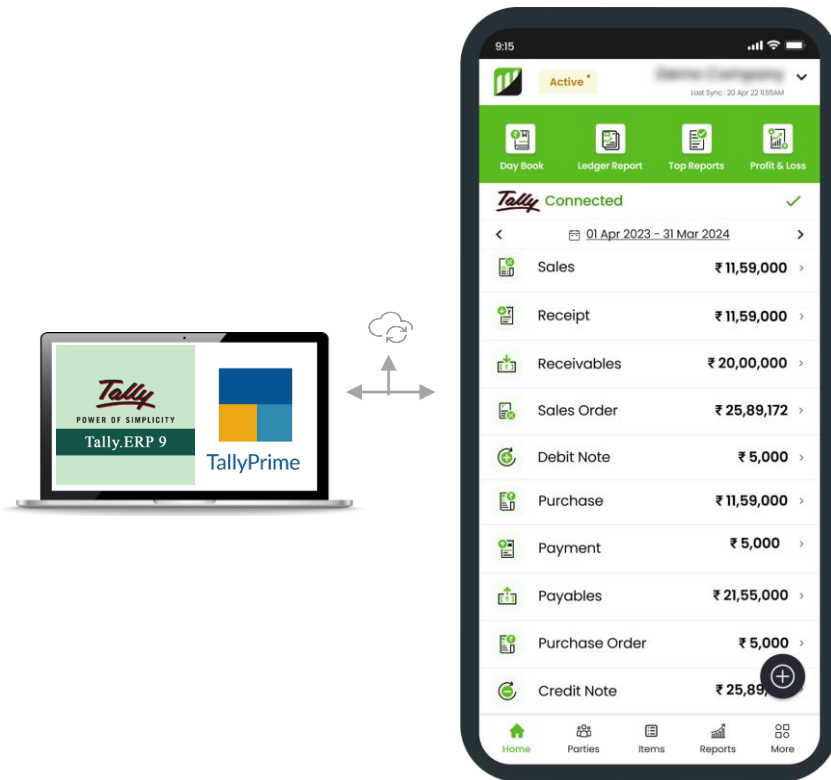 9:15
Active *
Last Sync : 20 Apr 22 11:55AM
Day Book
Ledger Report
Top Reports
Profit & Loss
Tally Connected
01 Apr 2023 - 31 Mar 2024
Sales ₹ 11,59,000
Receipt ₹ 11,59,000
Receivables ₹ 20,00,000
Sales Order ₹ 25,89,172
Debit Note ₹ 5,000
Purchase ₹ 11,59,000
Payment ₹ 5,000
Payables ₹ 21,55,000
Purchase Order ₹ 5,000
Credit Note ₹ 25,89,
Home
Parties
Items
Reports
More
Tally
POWER OF SIMPLICITY
Tally.ERP 9
TallyPrime